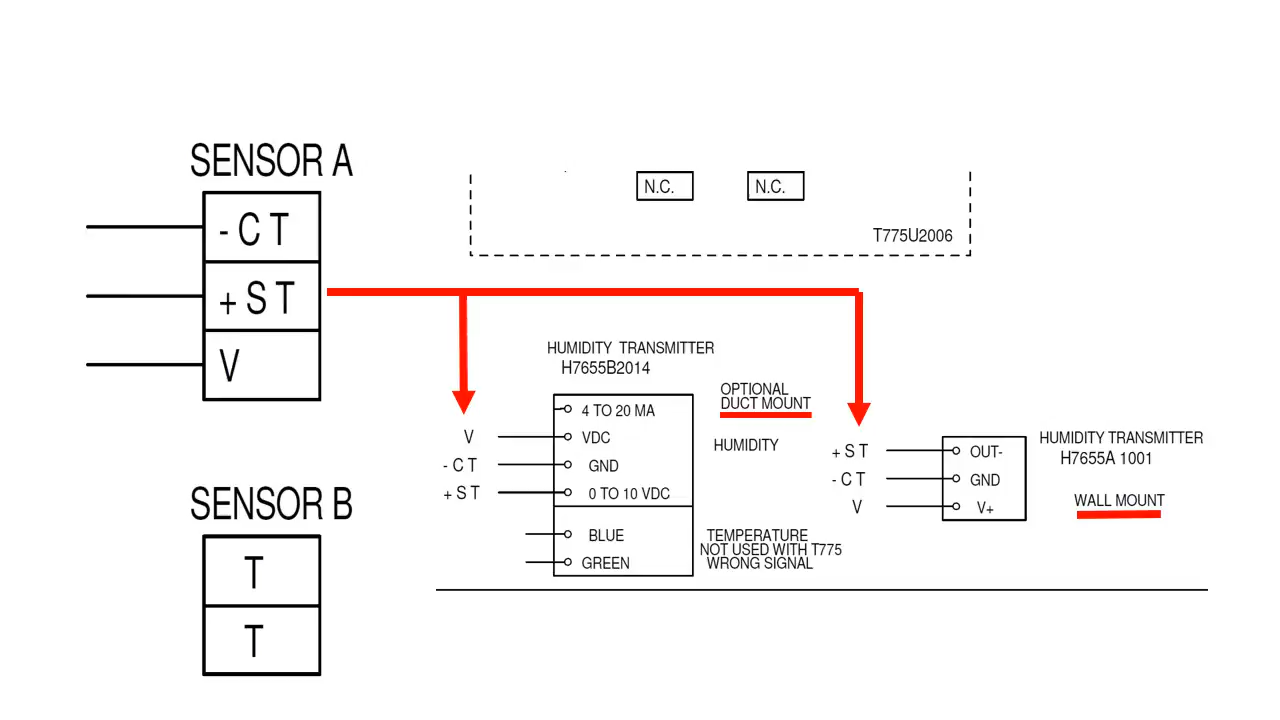 SENSOR A
- C T
+ S T
V
SENSOR B
T
T
N.C.
N.C.
T775U2006
HUMIDITY TRANSMITTER
H7655B2014
4 TO 20 MA
V
VDC
- C T
GND
+ S T
0 TO 10 VDC
BLUE
GREEN
OPTIONAL
DUCT MOUNT
HUMIDITY
TEMPERATURE
NOT USED WITH T775
WRONG SIGNAL
+ S T
OUT-
- C T
GND
V
V+
HUMIDITY TRANSMITTER
H7655A 1001
WALL MOUNT